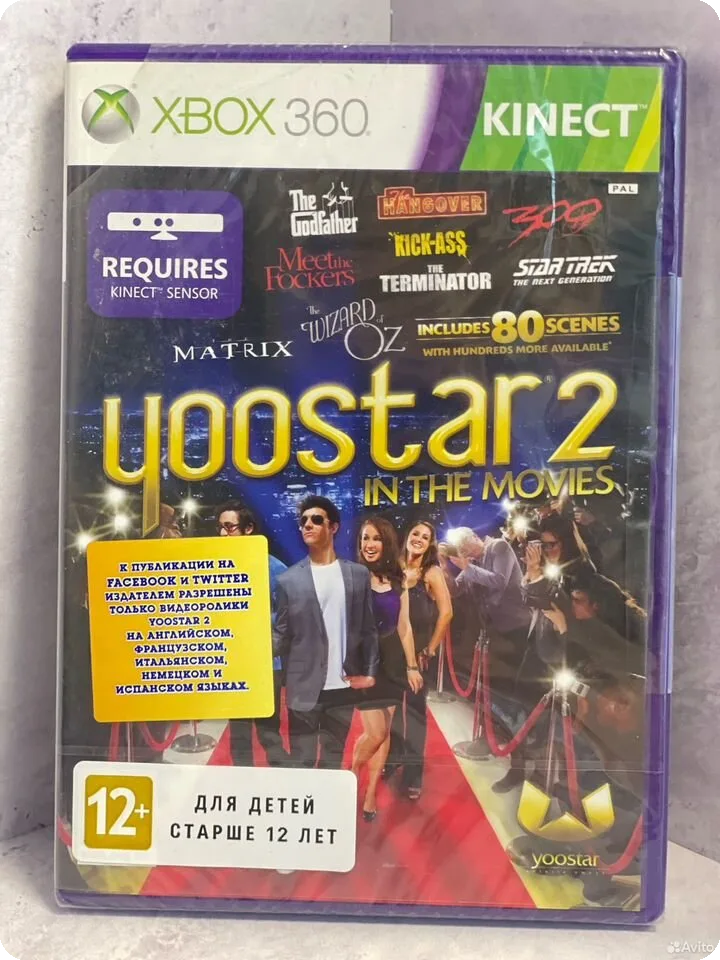 XBOX 360
KINECT™
PAL
REQUIRES
KINECT™ SENSOR
The
Godfather
The
HANGOVER
300
Meet the
Fockers
KICK-ASS
THE
TERMINATOR
STAR TREK
THE NEXT GENERATION
MATRIX
The
WIZARD
of
OZ
INCLUDES 80 SCENES
WITH HUNDREDS MORE AVAILABLE*
yoostar® 2
IN THE MOVIES
К ПУБЛИКАЦИИ НА
FACEBOOK И TWITTER
ИЗДАТЕЛЕМ РАЗРЕШЕНЫ
ТОЛЬКО ВИДЕОРОЛИКИ
YOOSTAR 2
НА АНГЛИЙСКОМ,
ФРАНЦУЗСКОМ,
ИТАЛЬЯНСКОМ,
НЕМЕЦКОМ И
ИСПАНСКОМ ЯЗЫКАХ.
12+
ДЛЯ ДЕТЕЙ
СТАРШЕ 12 ЛЕТ
yoostar
Avito